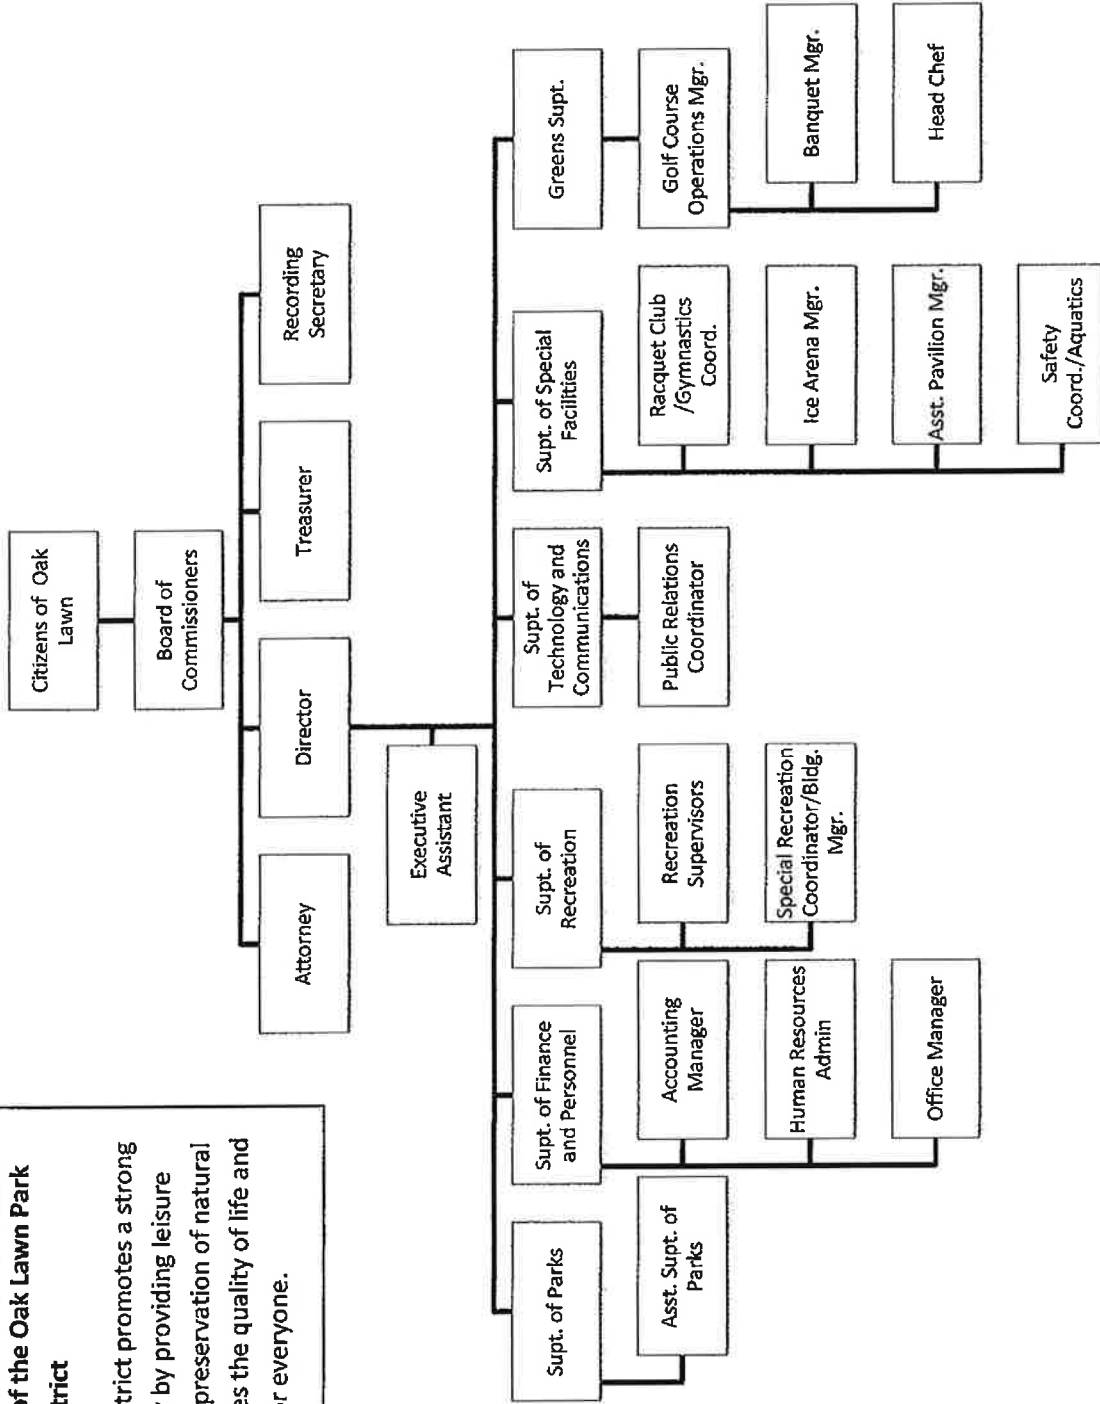 of the Oak Lawn Park
trict
trict promotes a strong
by providing leisure
preservation of natural
es the quality of life and
or everyone.
Citizens of Oak
Lawn
Board of
Commissioners
Attorney
Director
Treasurer
Recording
Secretary
Executive
Assistant
Supt. of Parks
Asst. Supt. of
Parks
Supt. of Finance
and Personnel
Accounting
Manager
Human Resources
Admin
Office Manager
Supt. of
Recreation
Recreation
Supervisors
Special Recreation
Coordinator/Bldg.
Mgr.
Supt. of
Technology and
Communications
Public Relations
Coordinator
Supt. of Special
Facilities
Racquet Club
/Gymnastics
Coord.
Ice Arena Mgr.
Asst. Pavilion Mgr.
Safety
Coord./Aquatics
Greens Supt.
Golf Course
Operations Mgr.
Banquet Mgr.
Head Chef